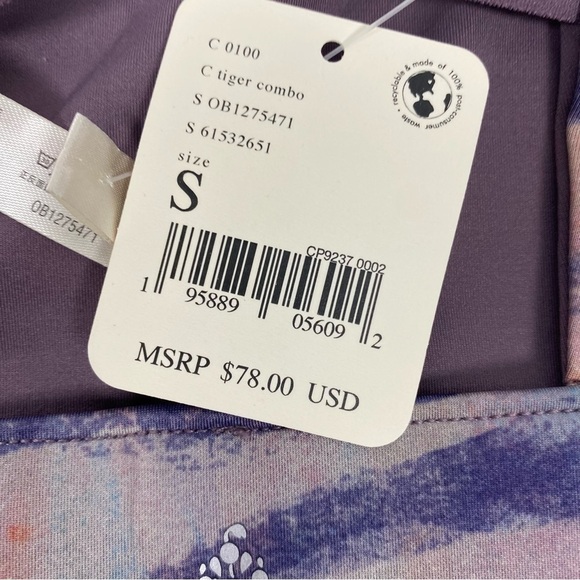 C 0100
C tiger combo
S OB1275471
S 61532651
size
S
CP9237 0002
1 95889 05609 2
MSRP $78.00 USD
recyclable & made of 100% post-consumer waste
30
OB1275471